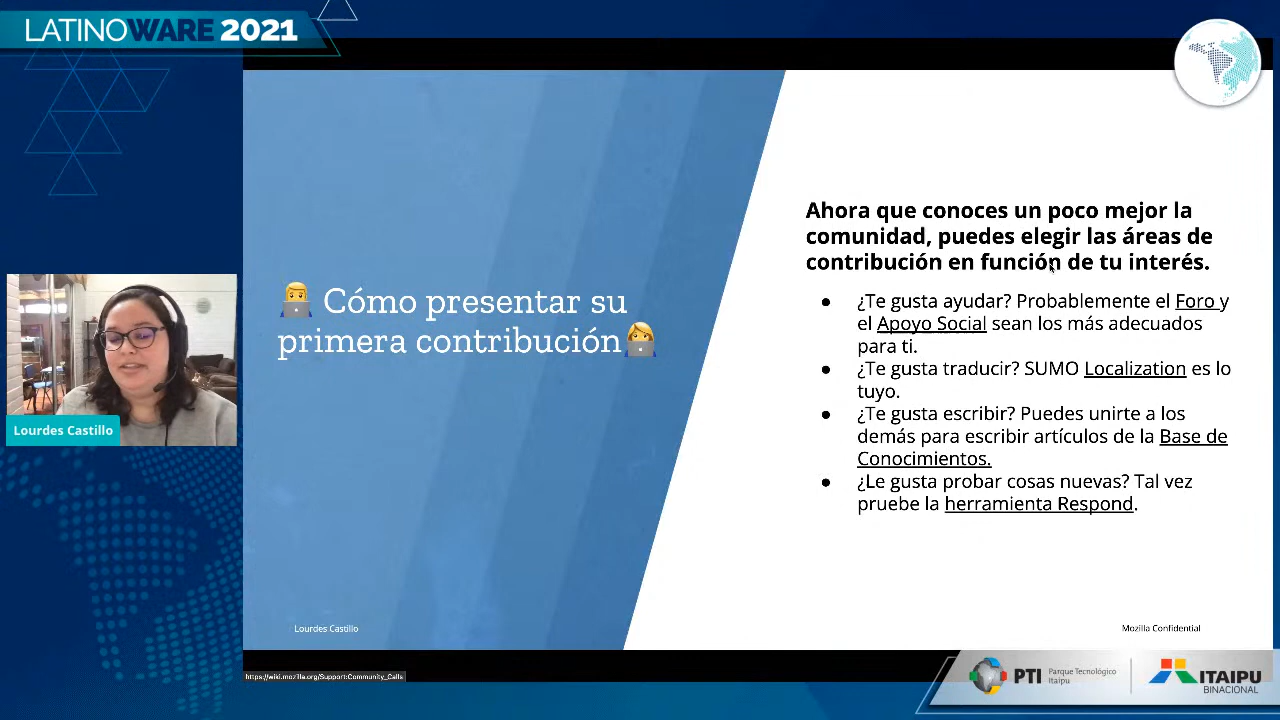 LATINOWARE 2021
👨‍💻 Cómo presentar su
primera contribución👩‍💻
Ahora que conoces un poco mejor la
comunidad, puedes elegir las áreas de
contribución en función de tu interés.
● ¿Te gusta ayudar? Probablemente el Foro y
el Apoyo Social sean los más adecuados
para ti.
● ¿Te gusta traducir? SUMO Localization es lo
tuyo.
● ¿Te gusta escribir? Puedes unirte a los
demás para escribir artículos de la Base de
Conocimientos.
● ¿Le gusta probar cosas nuevas? Tal vez
pruebe la herramienta Respond.
Lourdes Castillo
Lourdes Castillo
Mozilla Confidential
https://wiki.mozilla.org/Support:Community_Calls
PTI Parque Tecnológico
Itaipu
ITAIPU
BINACIONAL